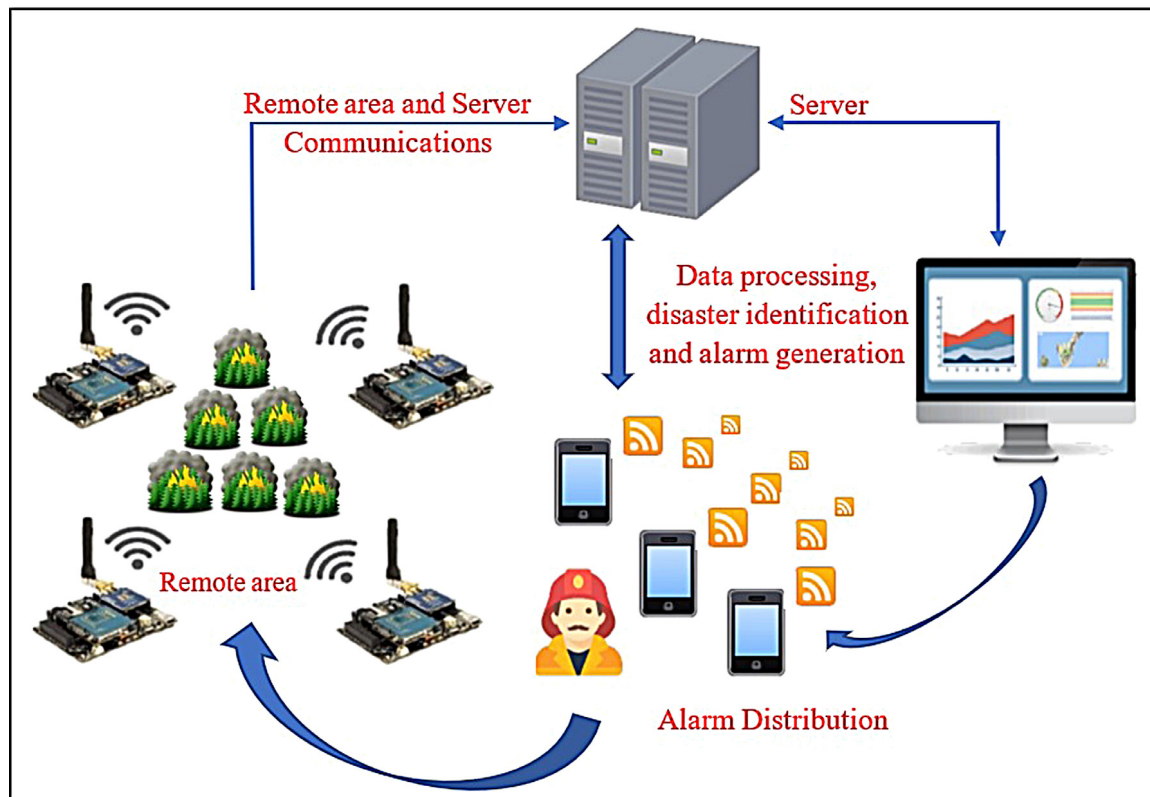 Remote area and Server
Communications
Server
Data processing,
disaster identification
and alarm generation
Remote area
Alarm Distribution